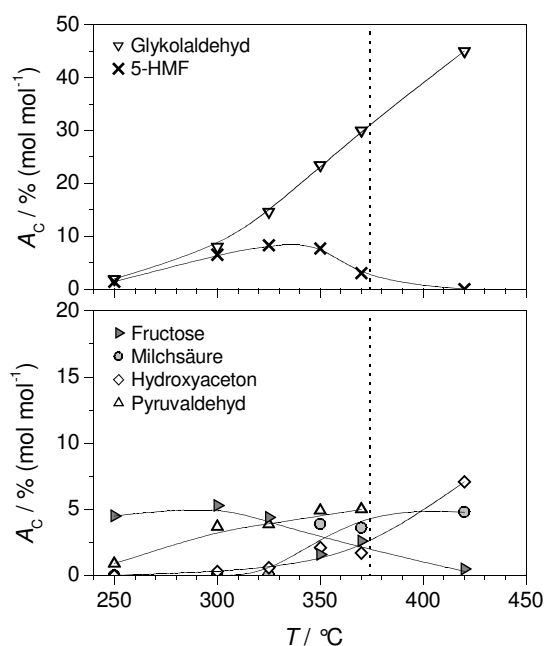 50
Glykolaldehyd
5-HMF
40
30
20
10
0
A_C / % (mol mol⁻¹)
20
Fructose
Milchsäure
Hydroxyaceton
Pyruvaldehyd
15
10
5
0
A_C / % (mol mol⁻¹)
250 300 350 400 450
T / °C